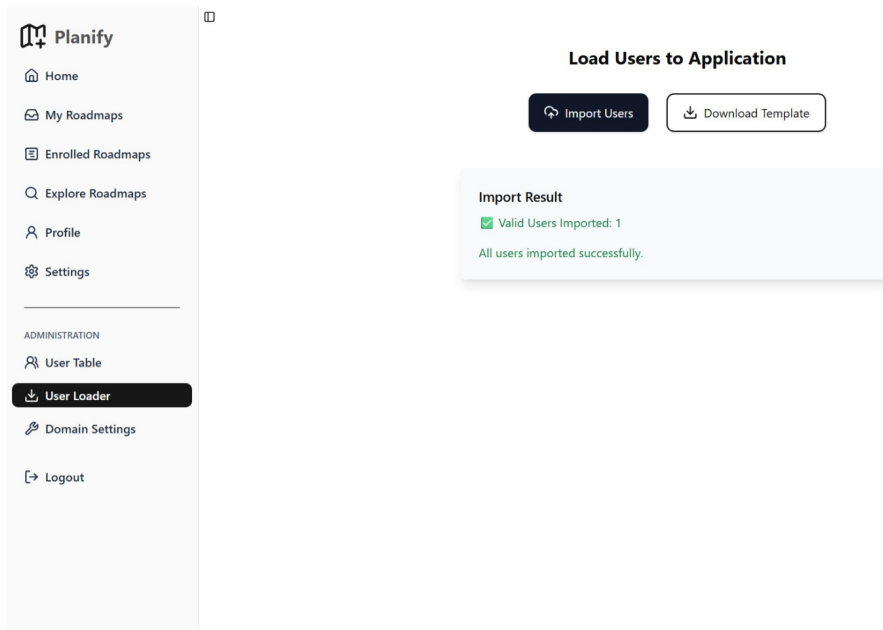 Planify
Home
My Roadmaps
Enrolled Roadmaps
Explore Roadmaps
Profile
Settings
ADMINISTRATION
User Table
User Loader
Domain Settings
Logout
Load Users to Application
Import Users
Download Template
Import Result
✅ Valid Users Imported: 1
All users imported successfully.